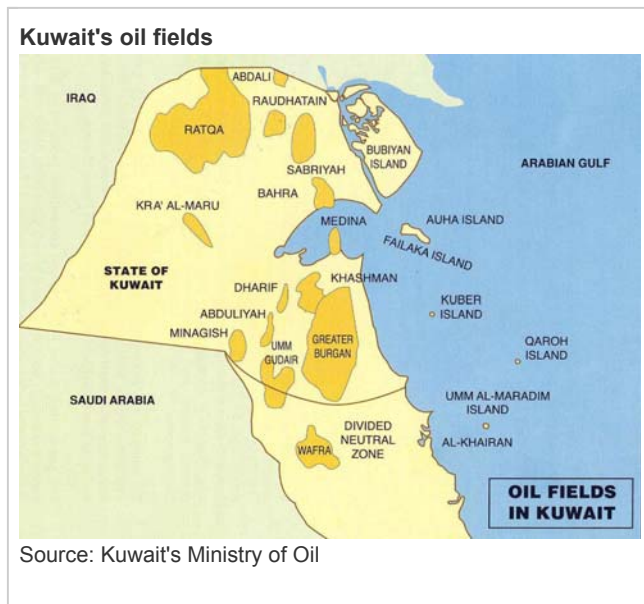 Kuwait's oil fields
ABDALI
IRAQ
RAUDHATAIN
RATQA
BUBIYAN
ISLAND
ARABIAN GULF
SABRIYAH
BAHRA
KRA' AL-MARU
MEDINA
AUHA ISLAND
FAILAKA ISLAND
STATE OF
KUWAIT
KHASHMAN
DHARIF
KUBER
ISLAND
ABDULIYAH
MINAGISH
UMM
GUDAIR
GREATER
BURGAN
QAROH
ISLAND
SAUDI ARABIA
UMM AL-MARADIM
ISLAND
DIVIDED
NEUTRAL
ZONE
AL-KHAIRAN
WAFRA
OIL FIELDS
IN KUWAIT
Source: Kuwait's Ministry of Oil